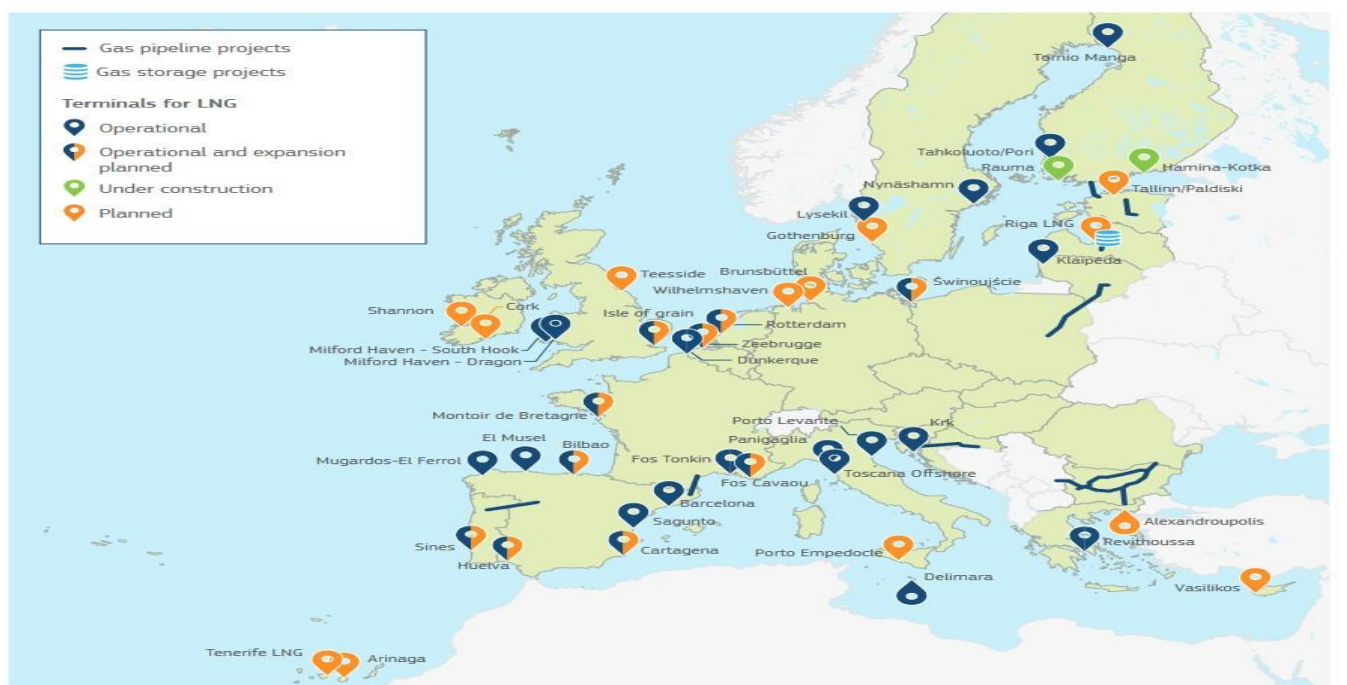 Gas pipeline projects
Gas storage projects
Terminals for LNG
Operational
Operational and expansion
planned
Under construction
Planned
Tornio Manga
Tahkoluoto/Pori
Rauma
Hamina-Kotka
Nynäshamn
Tallinn/Paldiski
Lysekil
Gothenburg
Riga LNG
Klaipeda
Teesside
Brunsbüttel
Wilhelmshaven
Świnoujście
Shannon
Cork
Isle of grain
Rotterdam
Milford Haven - South Hook
Zeebrugge
Milford Haven - Dragon
Dunkerque
Montoir de Bretagne
Porto Levante
Krk
El Musel
Bilbao
Panigaglia
Mugardos-El Ferrol
Fos Tonkin
Toscana Offshore
Fos Cavaou
Barcelona
Sagunto
Alexandroupolis
Sines
Cartagena
Porto Empedocle
Revithoussa
Huelva
Delimara
Vasilikos
Tenerife LNG
Arinaga